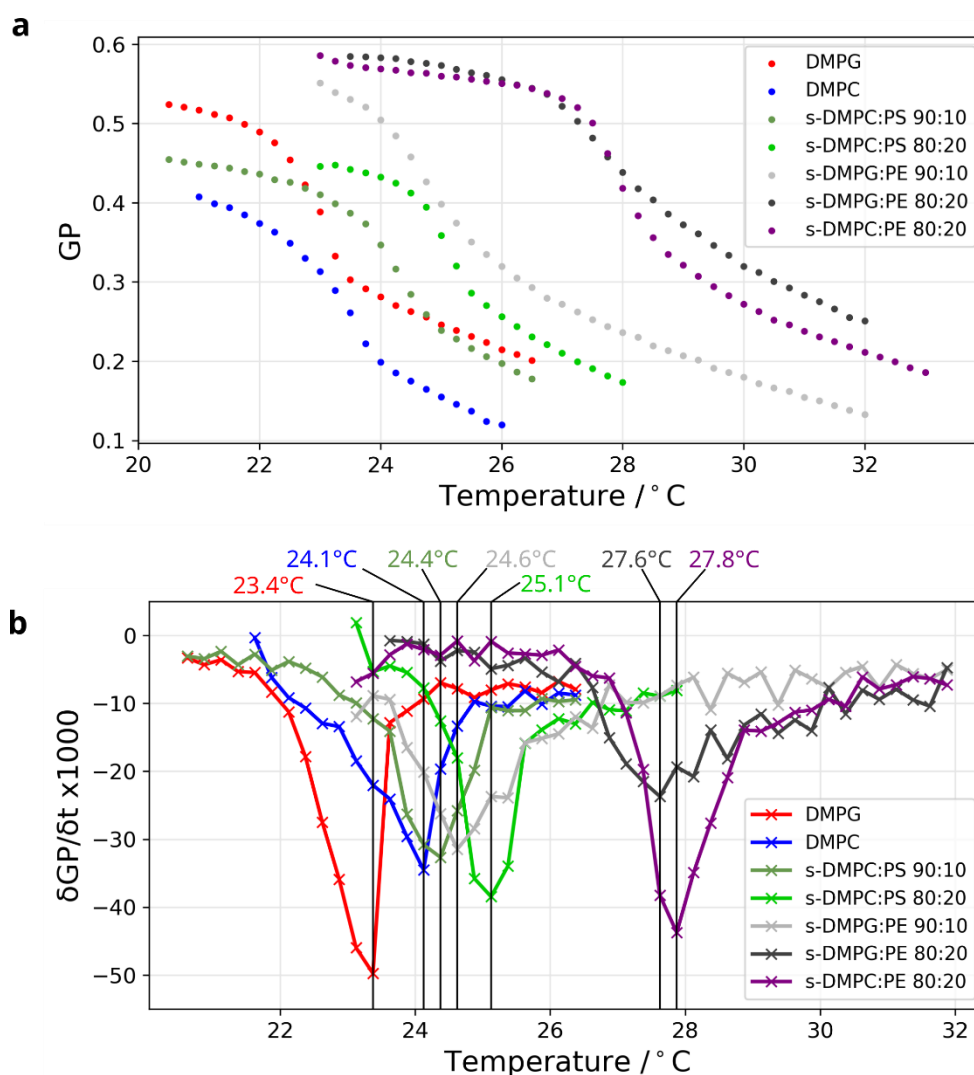 a
0.6
0.5
0.4
0.3
0.2
0.1
GP
20
22
24
26
28
30
32
Temperature / °C
DMPG
DMPC
s-DMPC:PS 90:10
s-DMPC:PS 80:20
s-DMPG:PE 90:10
s-DMPG:PE 80:20
s-DMPC:PE 80:20
b
23.4°C
24.1°C
24.4°C
24.6°C
25.1°C
27.6°C
27.8°C
0
−10
−20
−30
−40
−50
δGP/δt x1000
22
24
26
28
30
32
Temperature / °C
DMPG
DMPC
s-DMPC:PS 90:10
s-DMPC:PS 80:20
s-DMPG:PE 90:10
s-DMPG:PE 80:20
s-DMPC:PE 80:20